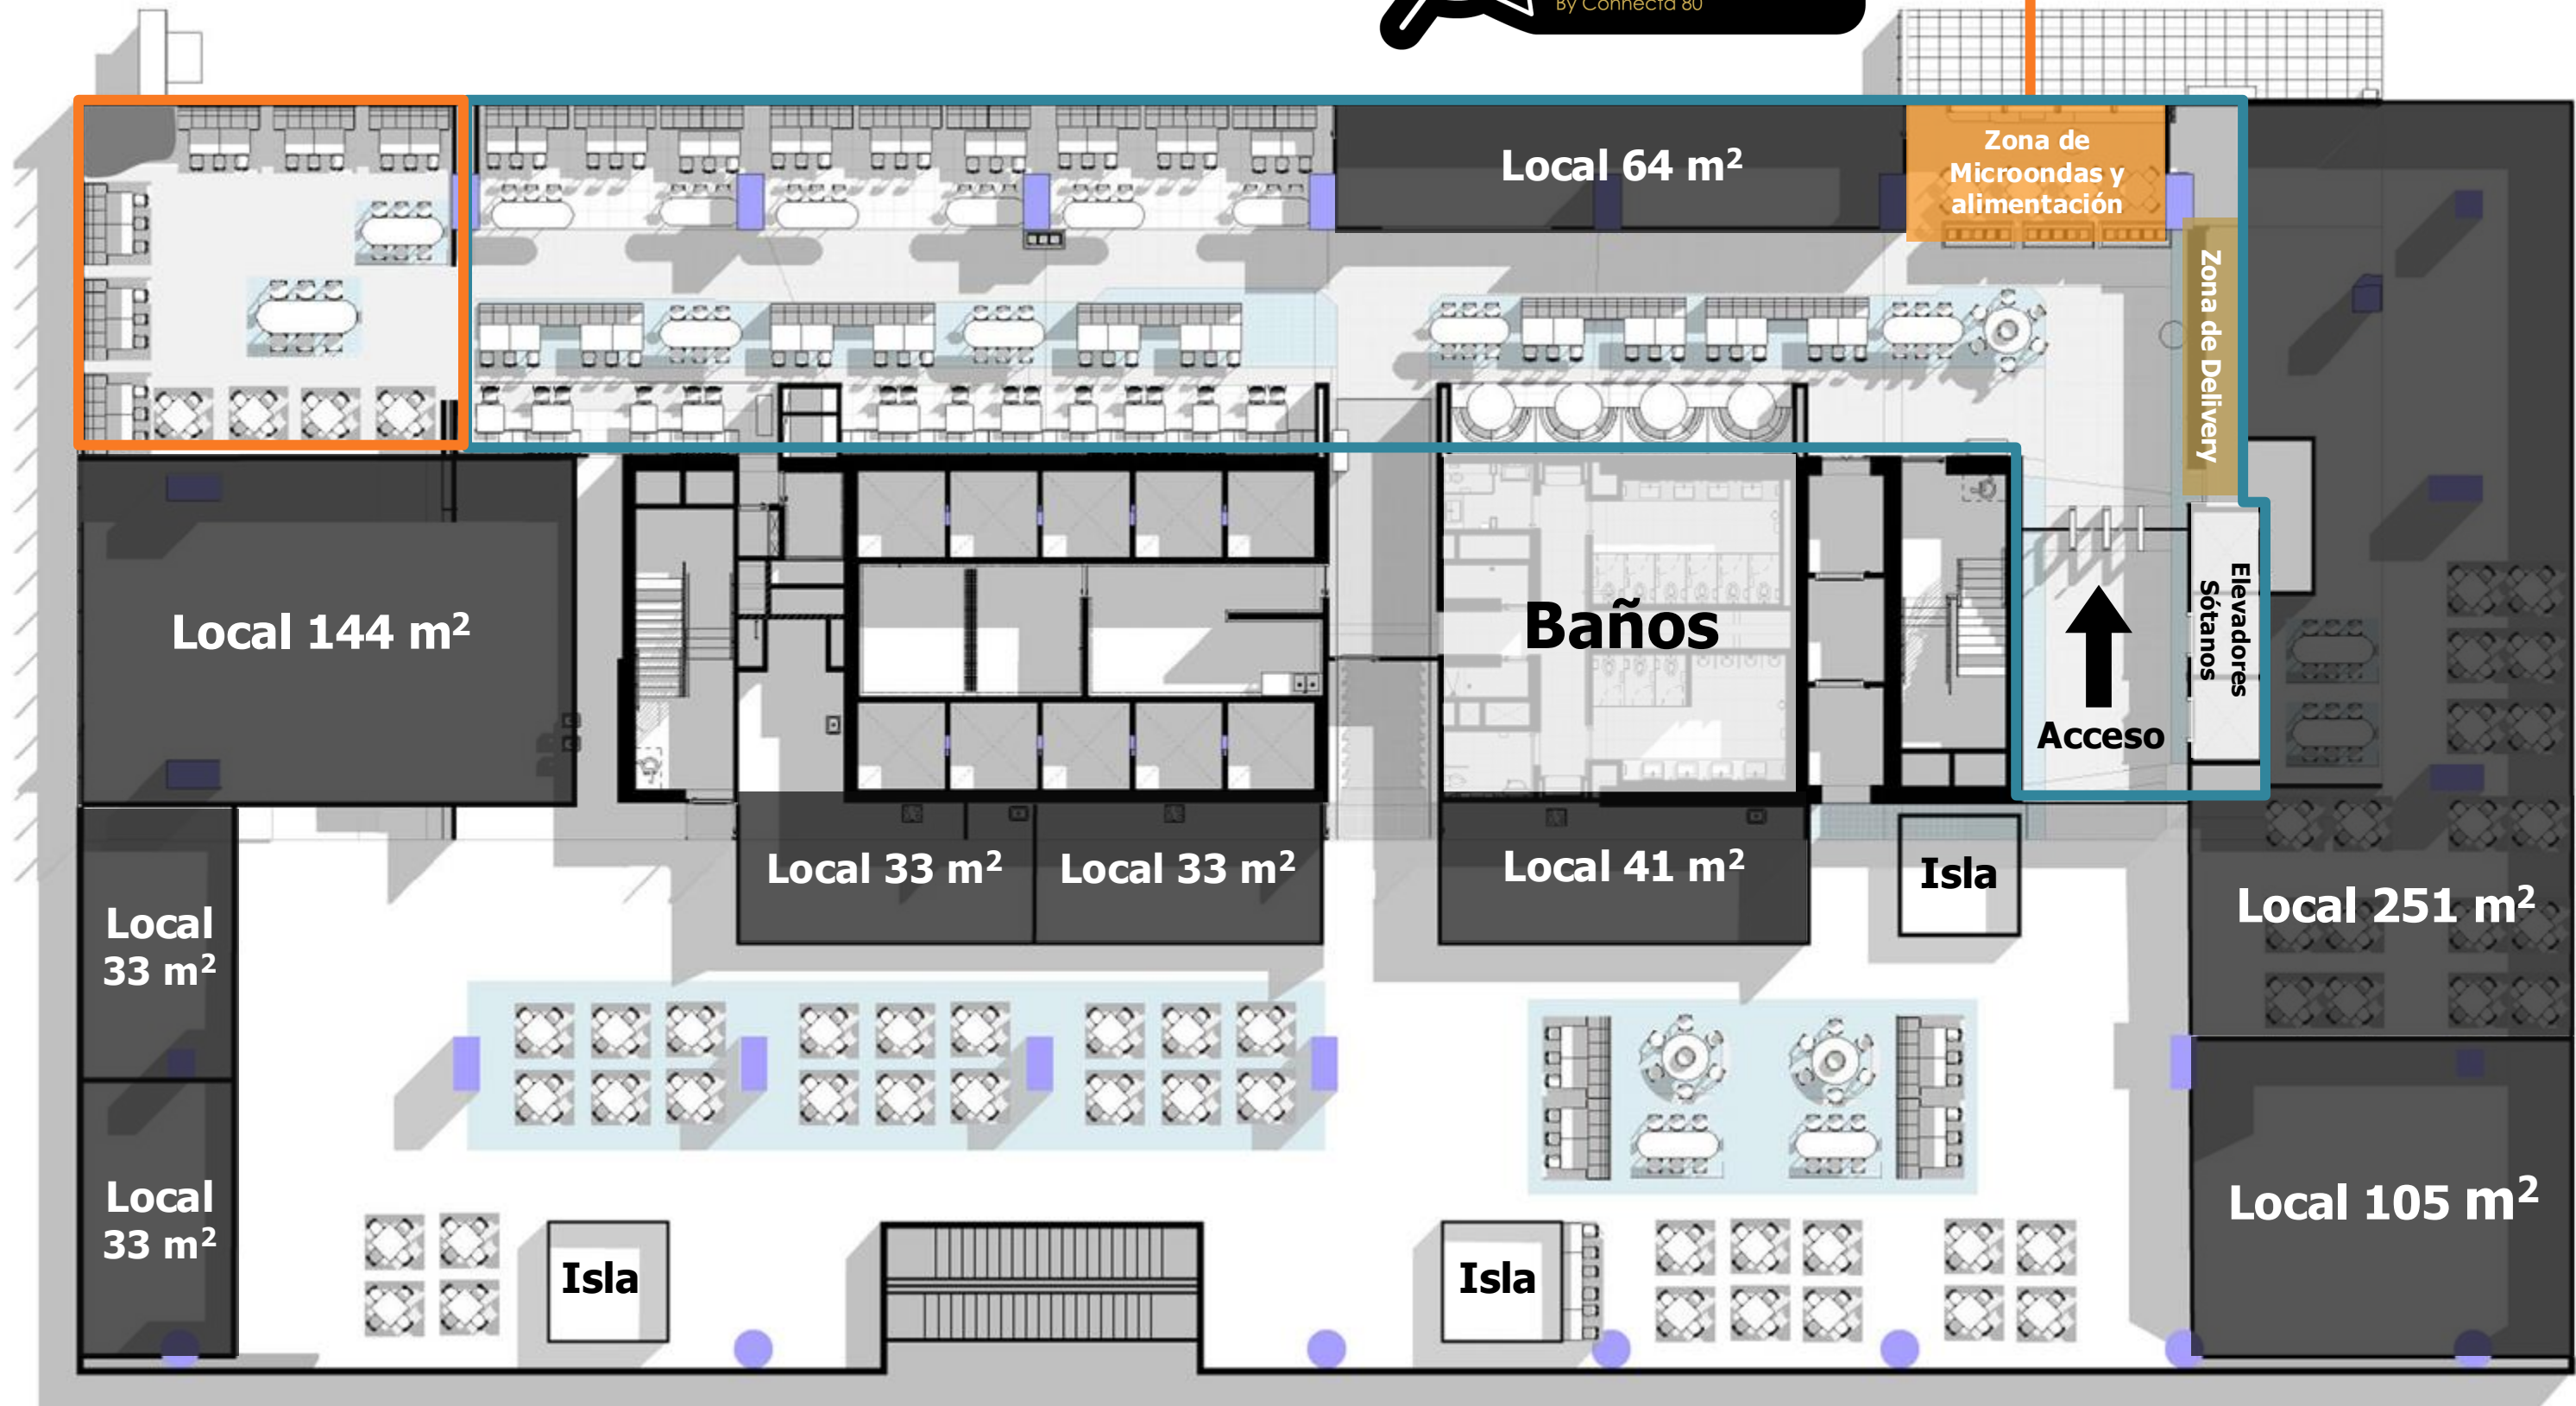 By Connecta 80
Local 64 m²
Zona de
Microondas y
alimentación
Zona de Delivery
Local 144 m²
Baños
Elevadores
Sótanos
Acceso
Local 33 m²
Local 33 m²
Local 41 m²
Isla
Local 251 m²
Local
33 m²
Local
33 m²
Isla
Isla
Local 105 m²